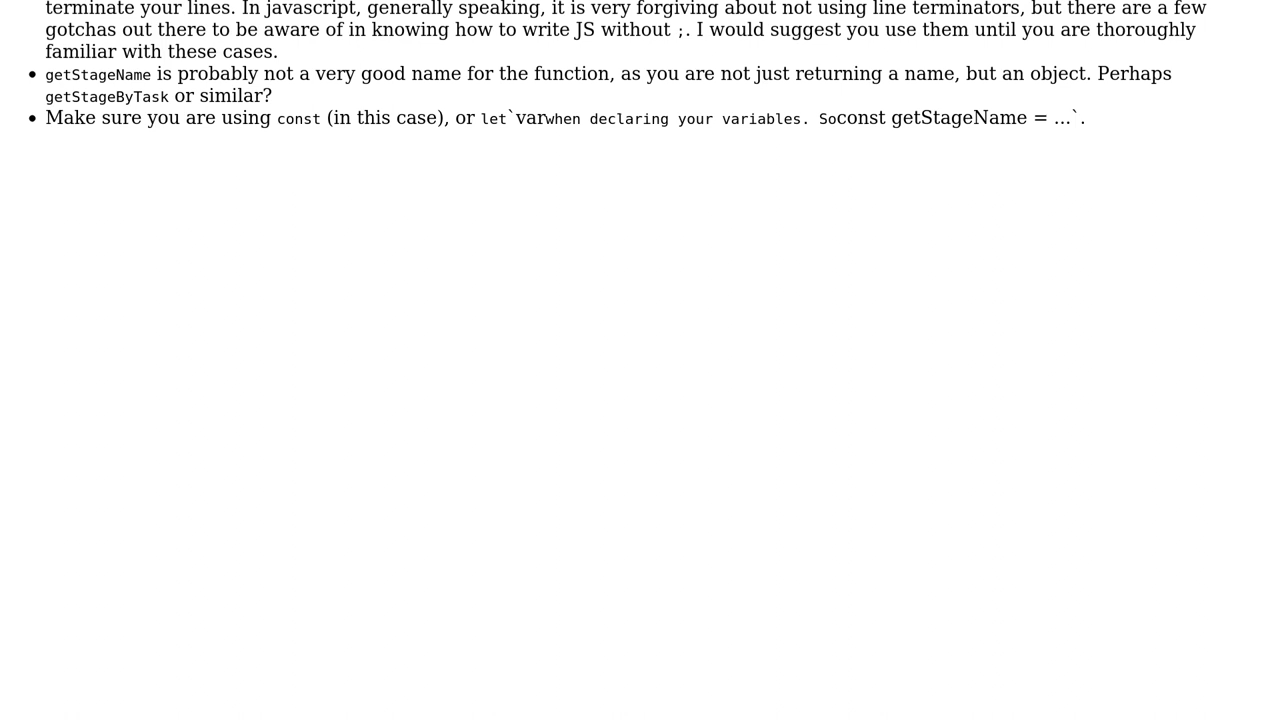 terminate your lines. In javascript, generally speaking, it is very forgiving about not using line terminators, but there are a few
gotchas out there to be aware of in knowing how to write JS without ;. I would suggest you use them until you are thoroughly
familiar with these cases.
• getStageName is probably not a very good name for the function, as you are not just returning a name, but an object. Perhaps
getStageByTask or similar?
• Make sure you are using const (in this case), or let`varwhen declaring your variables. Soconst getStageName = ...`.